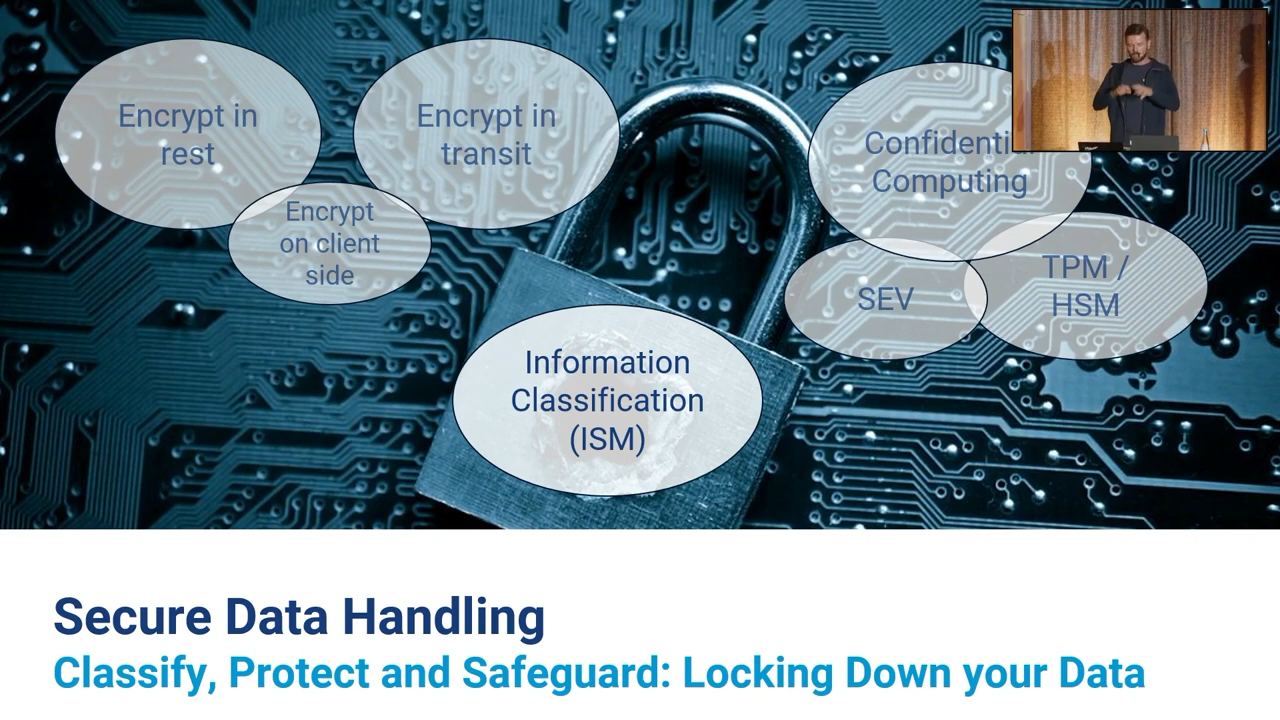 Encrypt in
rest
Encrypt in
transit
Encrypt
on client
side
Computing
SEV
TPM /
HSM
Information
Classification
(ISM)
Secure Data Handling
Classify, Protect and Safeguard: Locking Down your Data